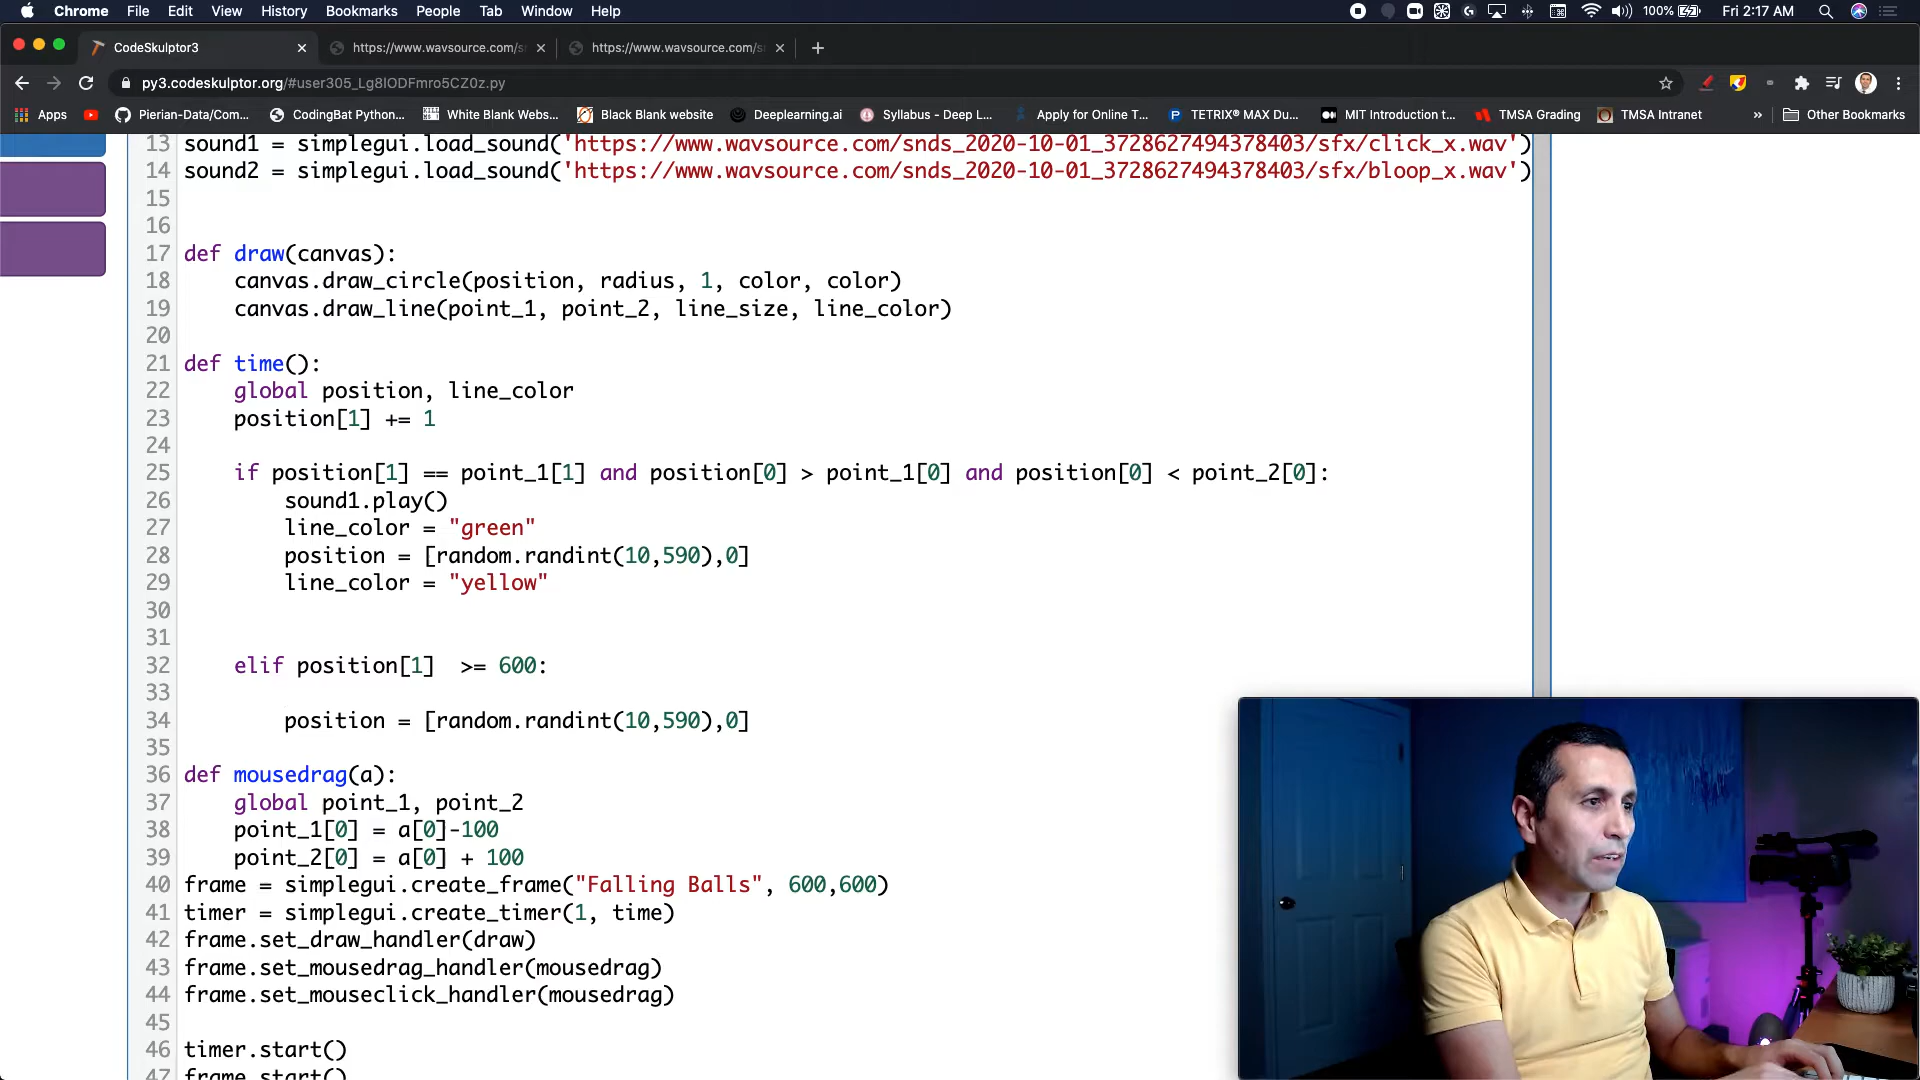 Chrome File Edit View History Bookmarks People Tab Window Help 100% Fri 2:17 AM
CodeSkulptor3 https://www.wavsource.com/s https://www.wavsource.com/s
py3.codeskulptor.org/#user305_Lg8lODFmro5CZ0z.py
Apps Pierian-Data/Com... CodingBat Python... White Blank Webs... Black Blank website Deeplearning.ai Syllabus - Deep L... Apply for Online T... TETRIX® MAX Du... MIT Introduction t... TMSA Grading TMSA Intranet » Other Bookmarks
13 sound1 = simplegui.load_sound('https://www.wavsource.com/snds_2020-10-01_3728627494378403/sfx/click_x.wav')
14 sound2 = simplegui.load_sound('https://www.wavsource.com/snds_2020-10-01_3728627494378403/sfx/bloop_x.wav')
15
16
17 def draw(canvas):
18 canvas.draw_circle(position, radius, 1, color, color)
19 canvas.draw_line(point_1, point_2, line_size, line_color)
20
21 def time():
22 global position, line_color
23 position[1] += 1
24
25 if position[1] == point_1[1] and position[0] > point_1[0] and position[0] < point_2[0]:
26 sound1.play()
27 line_color = "green"
28 position = [random.randint(10,590),0]
29 line_color = "yellow"
30
31
32 elif position[1] >= 600:
33
34 position = [random.randint(10,590),0]
35
36 def mousedrag(a):
37 global point_1, point_2
38 point_1[0] = a[0]-100
39 point_2[0] = a[0] + 100
40 frame = simplegui.create_frame("Falling Balls", 600,600)
41 timer = simplegui.create_timer(1, time)
42 frame.set_draw_handler(draw)
43 frame.set_mousedrag_handler(mousedrag)
44 frame.set_mouseclick_handler(mousedrag)
45
46 timer.start()
47 frame.start()